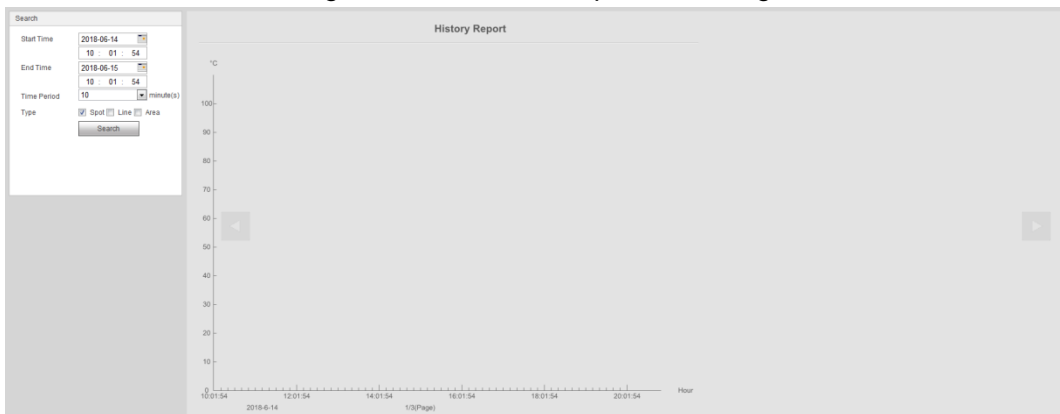 Search
Start Time 2018-06-14
10 : 01 : 54
End Time 2018-06-15
10 : 01 : 54
Time Period 10 minute(s)
Type Spot Line Area
Search
History Report
°C
100
90
80
70
60
50
40
30
20
10
0
10:01:54 12:01:54 14:01:54 16:01:54 18:01:54 20:01:54 Hour
2018-6-14 1/3(Page)